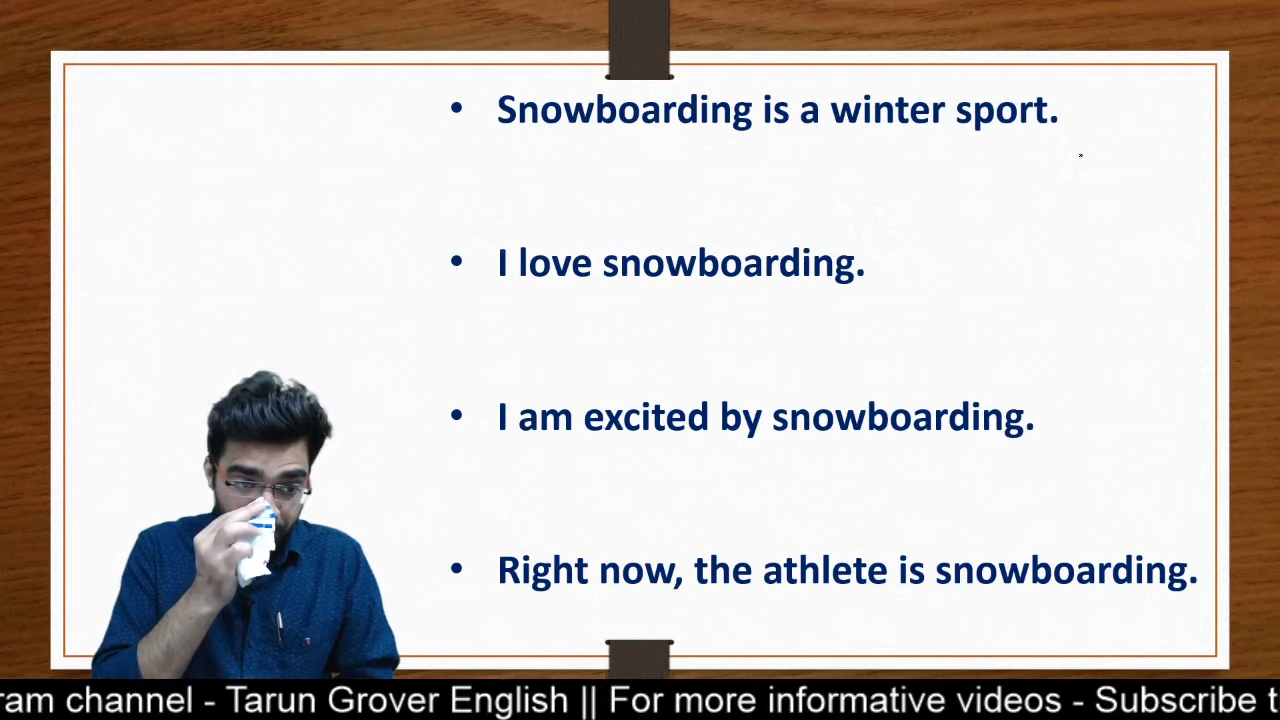 • Snowboarding is a winter sport.
• I love snowboarding.
• I am excited by snowboarding.
• Right now, the athlete is snowboarding.
ram channel - Tarun Grover English || For more informative videos - Subscribe t